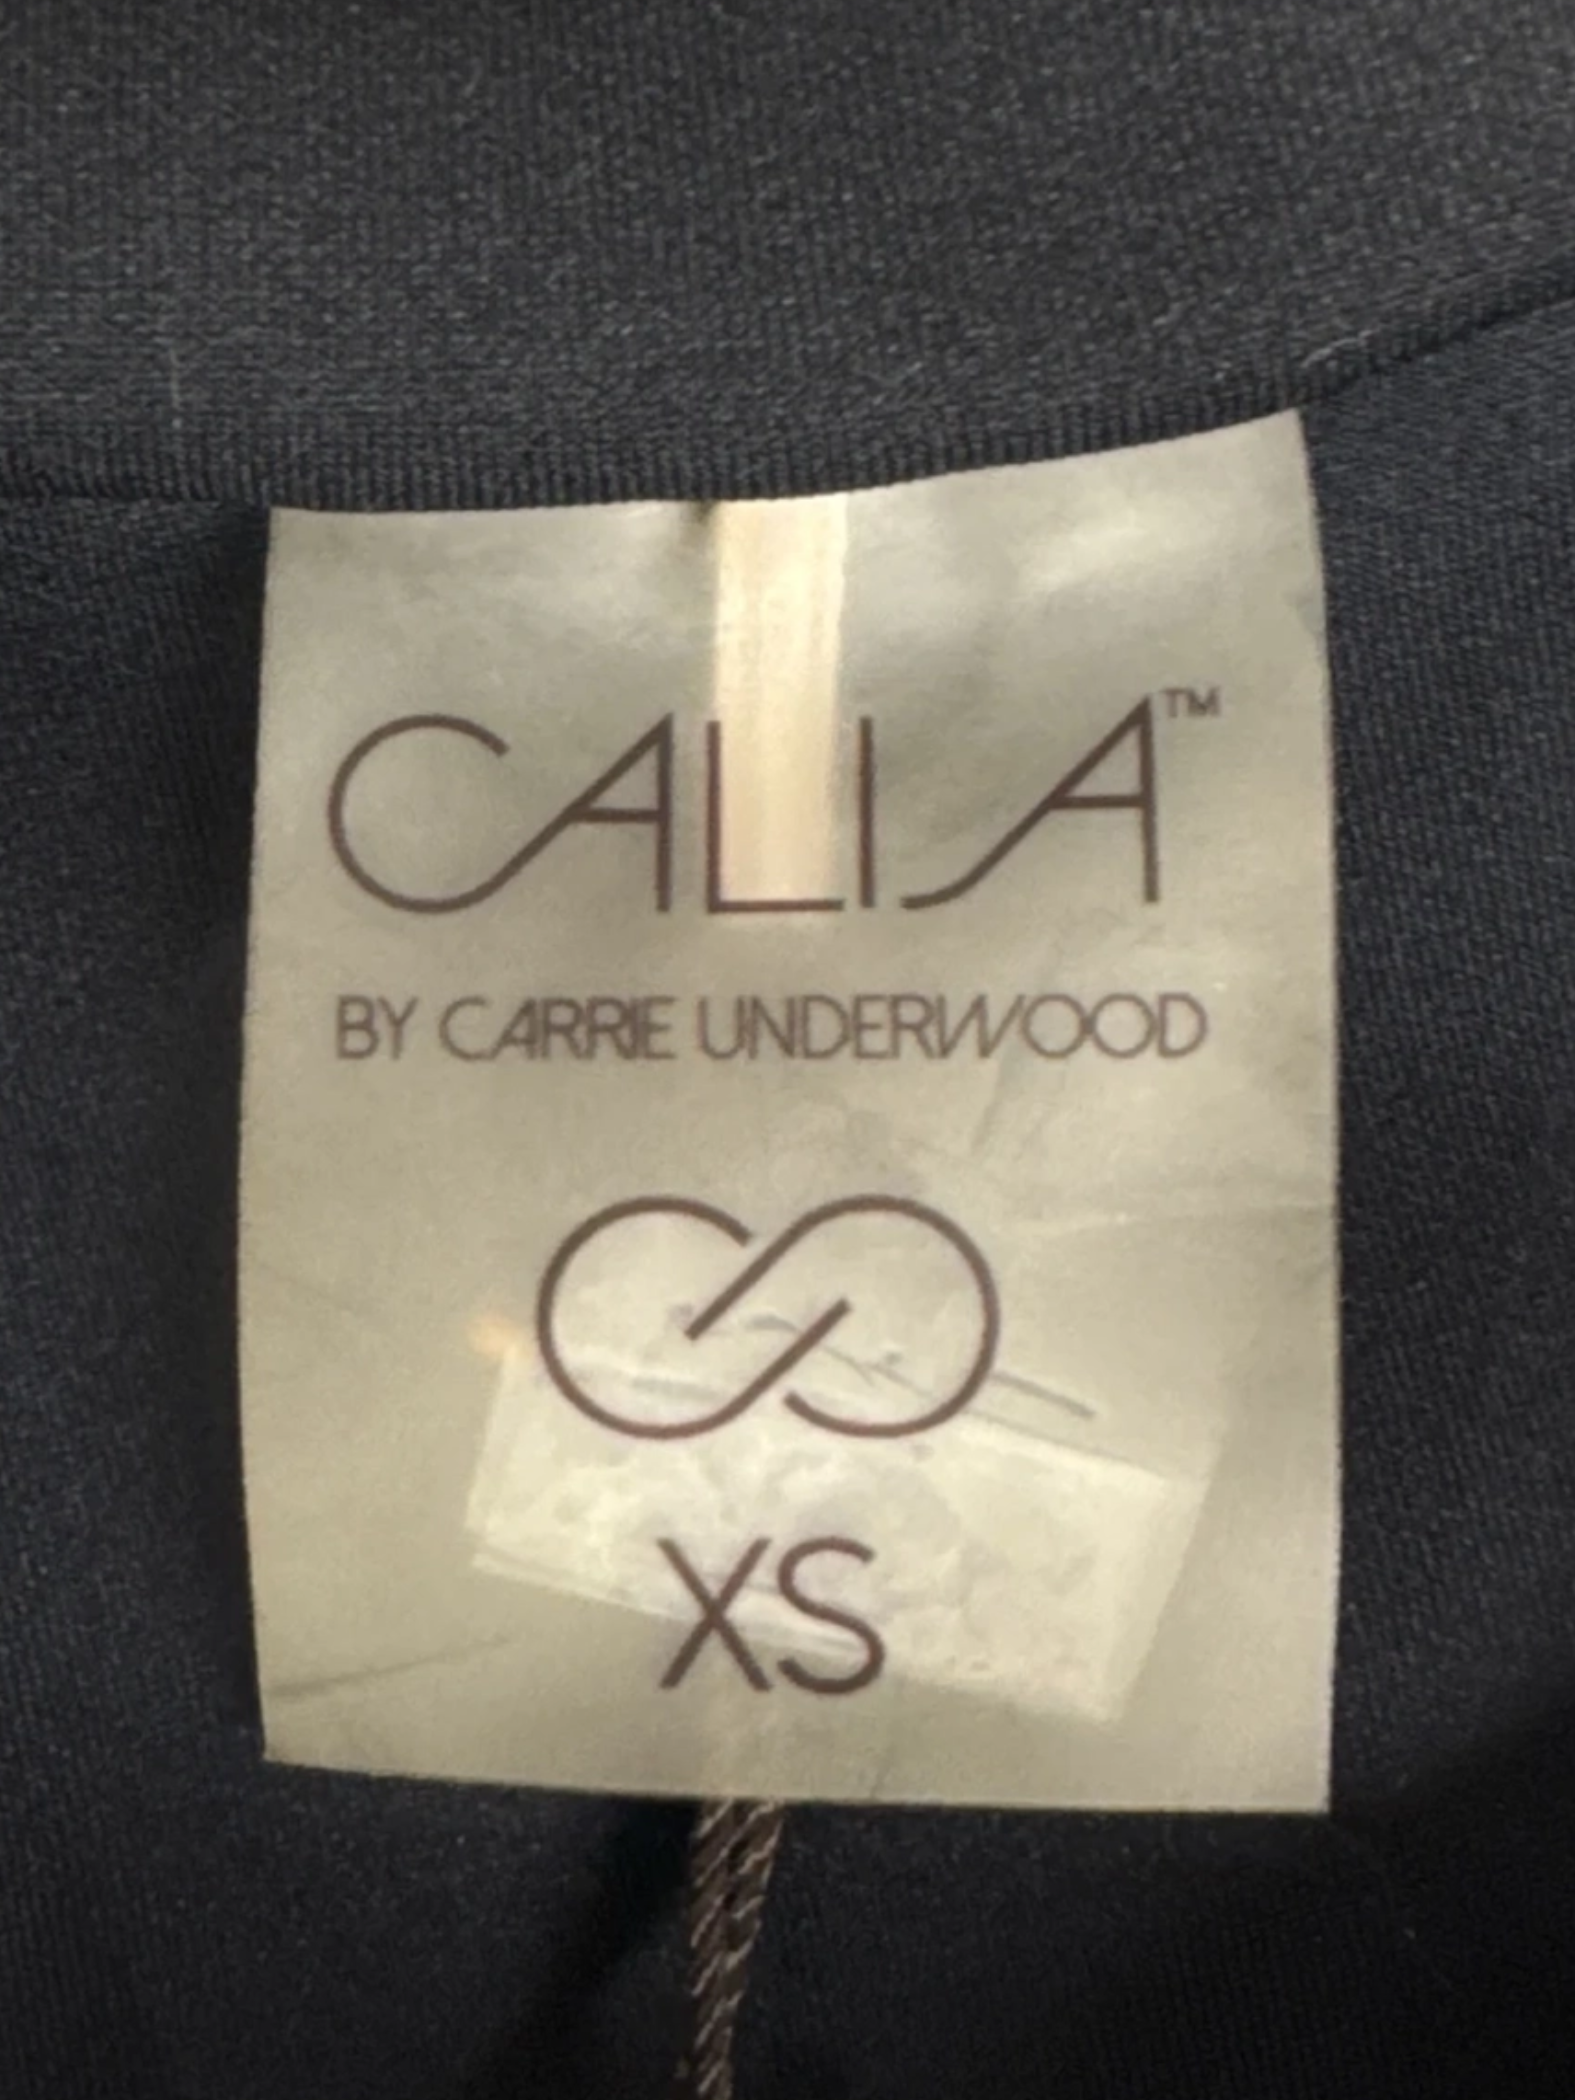 CALIA™
BY CARRIE UNDERWOOD
XS